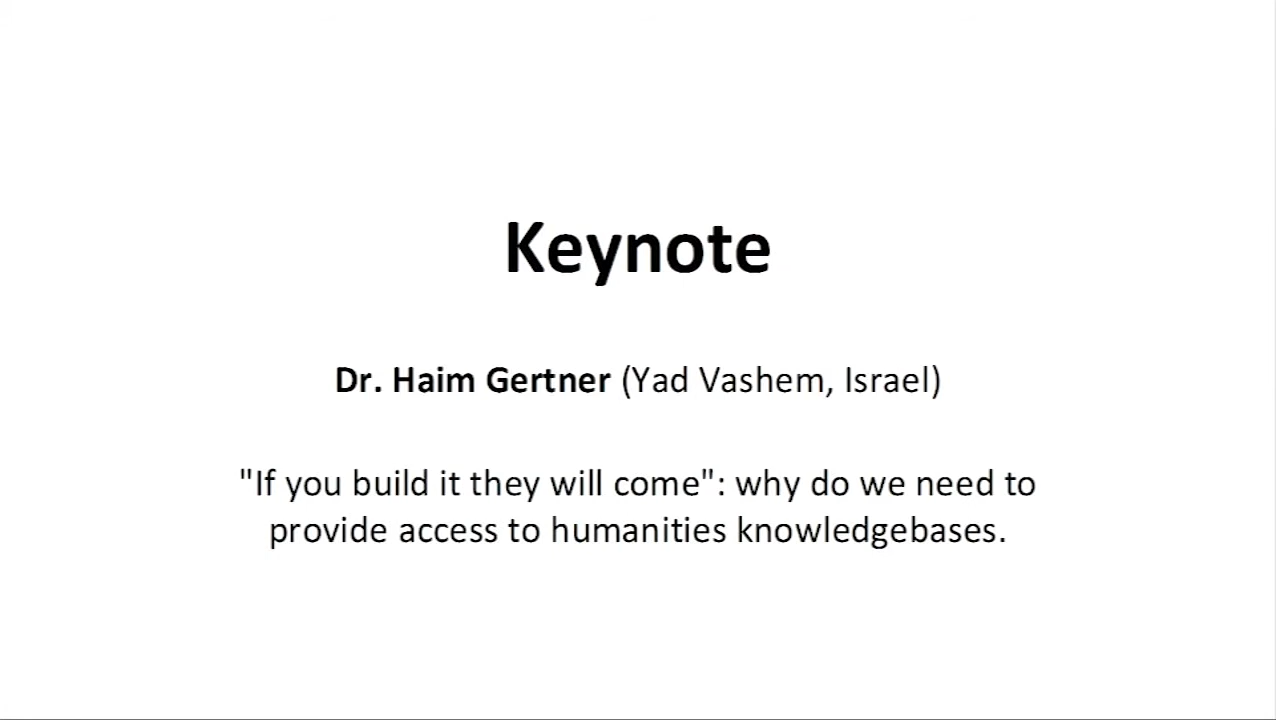 Keynote
Dr. Haim Gertner (Yad Vashem, Israel)
"If you build it they will come": why do we need to
provide access to humanities knowledgebases.